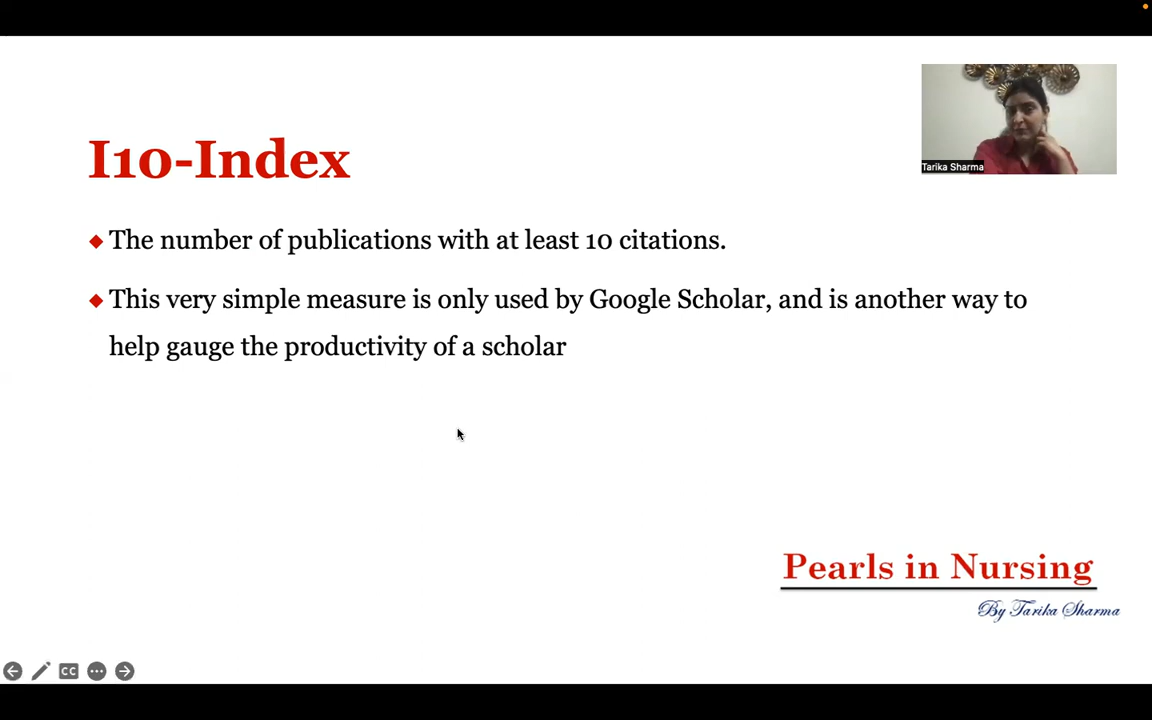 Tarika Sharma
I10-Index
The number of publications with at least 10 citations.
This very simple measure is only used by Google Scholar, and is another way to
help gauge the productivity of a scholar
Pearls in Nursing
By Tarika Sharma
CC